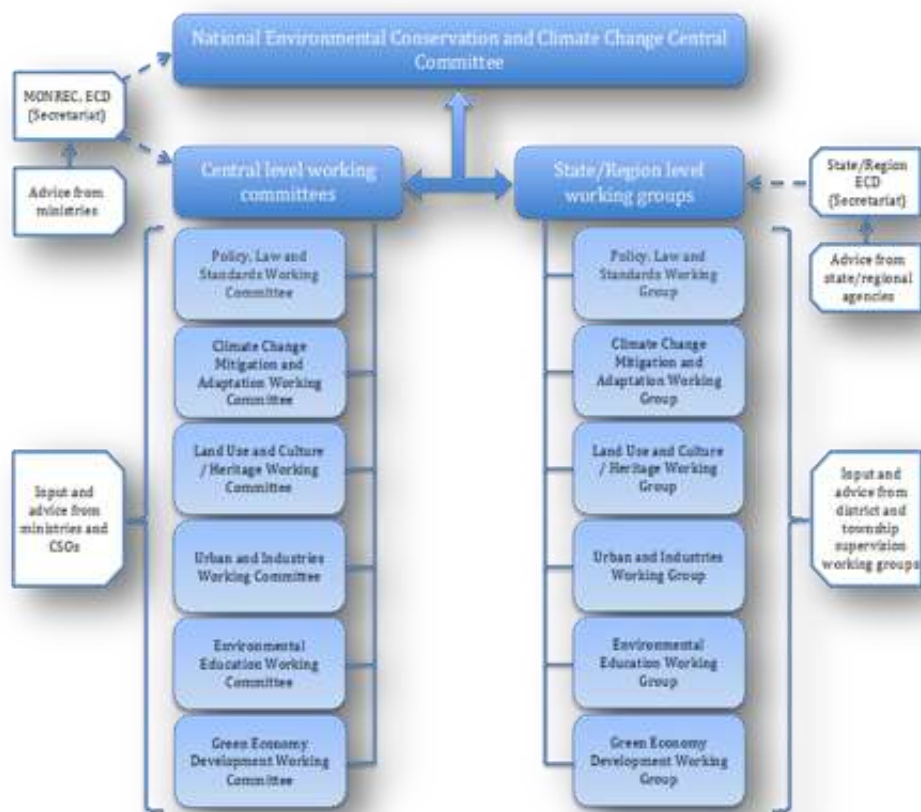 National Environmental Conservation and Climate Change Central
Committee
MONREC, ECD
(Secretariat)
Advice from
ministries
Central level working
committees
State/Region level
working groups
State/Region
ECD
(Secretariat)
Advice from
state/regional
agencies
Policy, Law and
Standards Working
Committee
Climate Change
Mitigation and
Adaptation Working
Committee
Land Use and Culture
/ Heritage Working
Committee
Urban and Industries
Working Committee
Environmental
Education Working
Committee
Green Economy
Development Working
Committee
Policy, Law and
Standards Working
Group
Climate Change
Mitigation and
Adaptation Working
Group
Land Use and Culture
/ Heritage Working
Group
Urban and Industries
Working Group
Environmental
Education Working
Group
Green Economy
Development Working
Group
Input and
advice from
ministries and
CSOs
Input and
advice from
district and
township
supervision
working groups